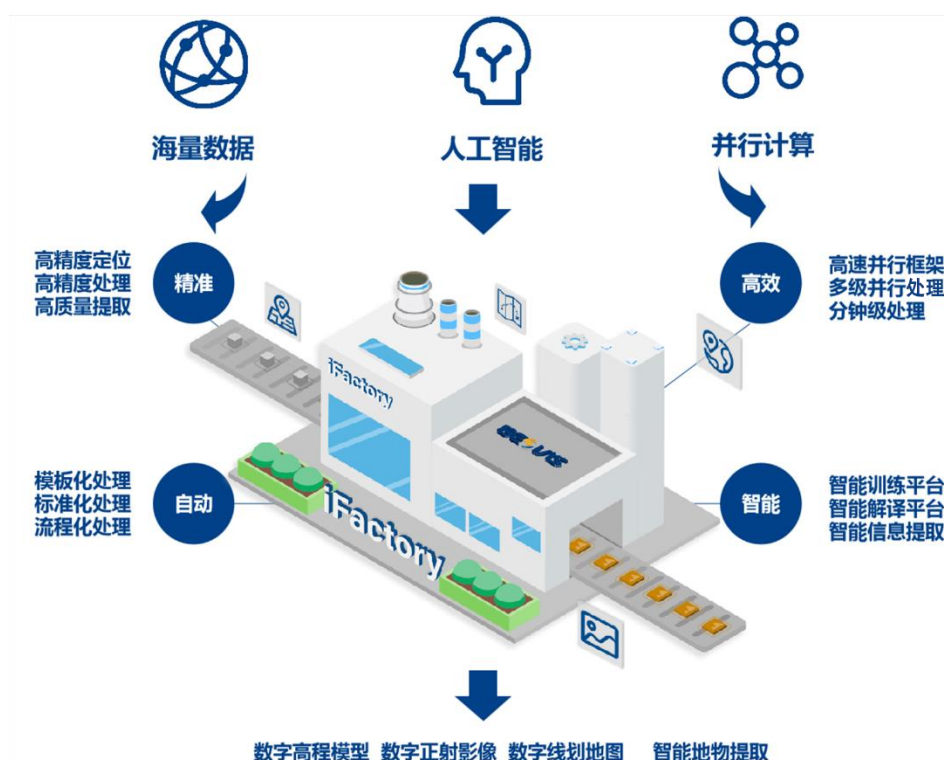 海量数据
人工智能
并行计算
高精度定位
高精度处理
高质量提取
精准
高效
高速并行框架
多级并行处理
分钟级处理
iFactory
GEOVIS
模板化处理
标准化处理
流程化处理
自动
iFactory
智能
智能训练平台
智能解译平台
智能信息提取
数字高程模型 数字正射影像 数字线划地图 智能地物提取